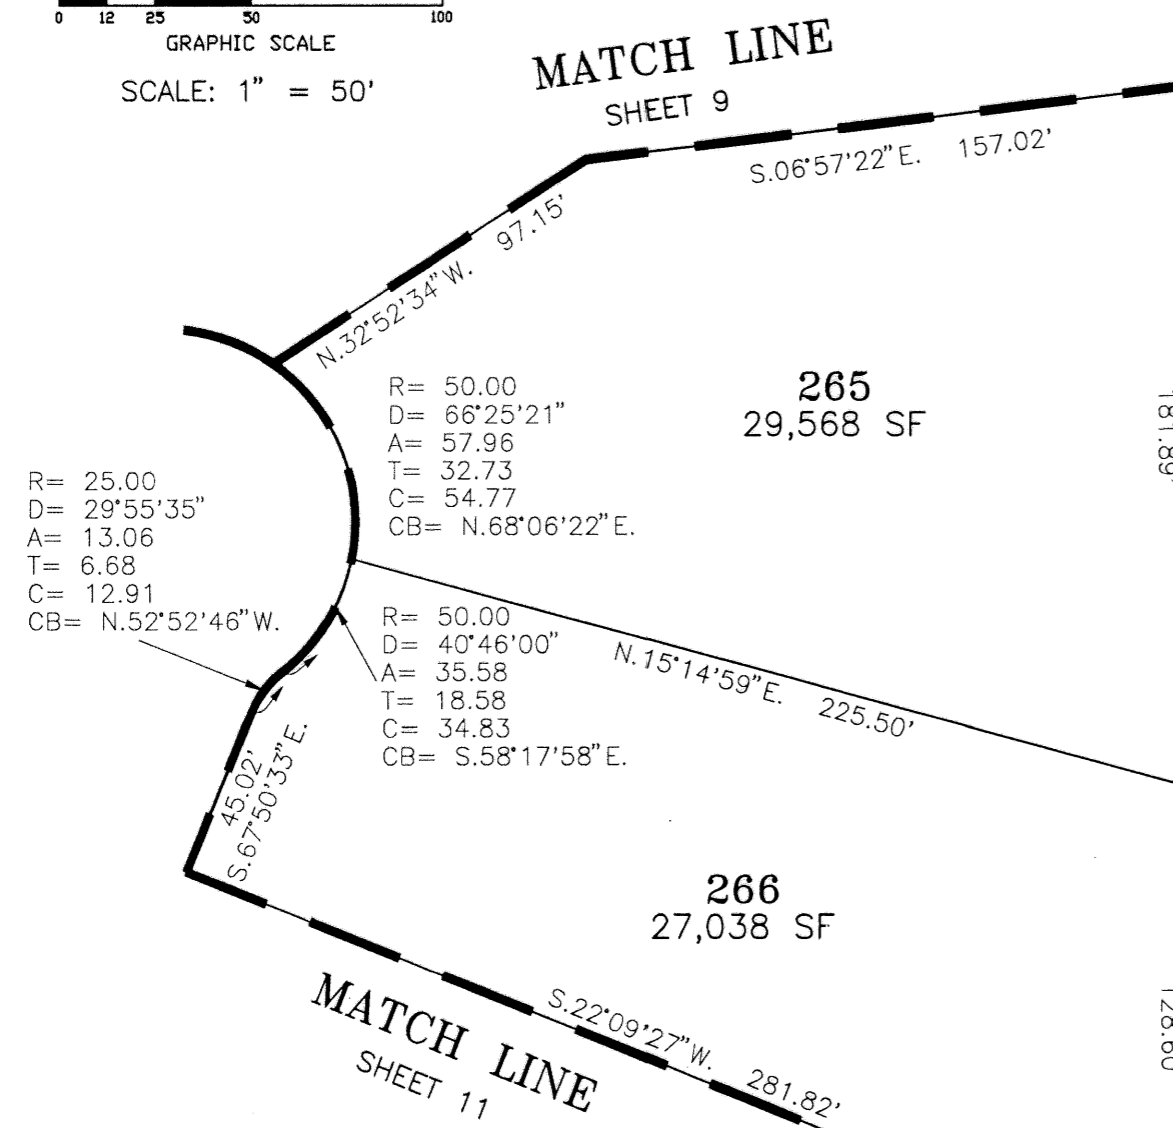 0 12 25 50 100
GRAPHIC SCALE
SCALE: 1" = 50'
MATCH LINE
SHEET 9
S.06°57'22"E. 157.02'
N.32°52'34"W. 97.15'
R= 50.00
D= 66°25'21"
A= 57.96
T= 32.73
C= 54.77
CB= N.68°06'22"E.
265
29,568 SF
181.89'
R= 25.00
D= 29°55'35"
A= 13.06
T= 6.68
C= 12.91
CB= N.52°52'46"W.
R= 50.00
D= 40°46'00"
A= 35.58
T= 18.58
C= 34.83
CB= S.58°17'58"E.
N.15°14'59"E. 225.50'
45.02'
S.67°50'33"E.
266
27,038 SF
S.22°09'27"W. 281.82'
MATCH LINE
SHEET 11